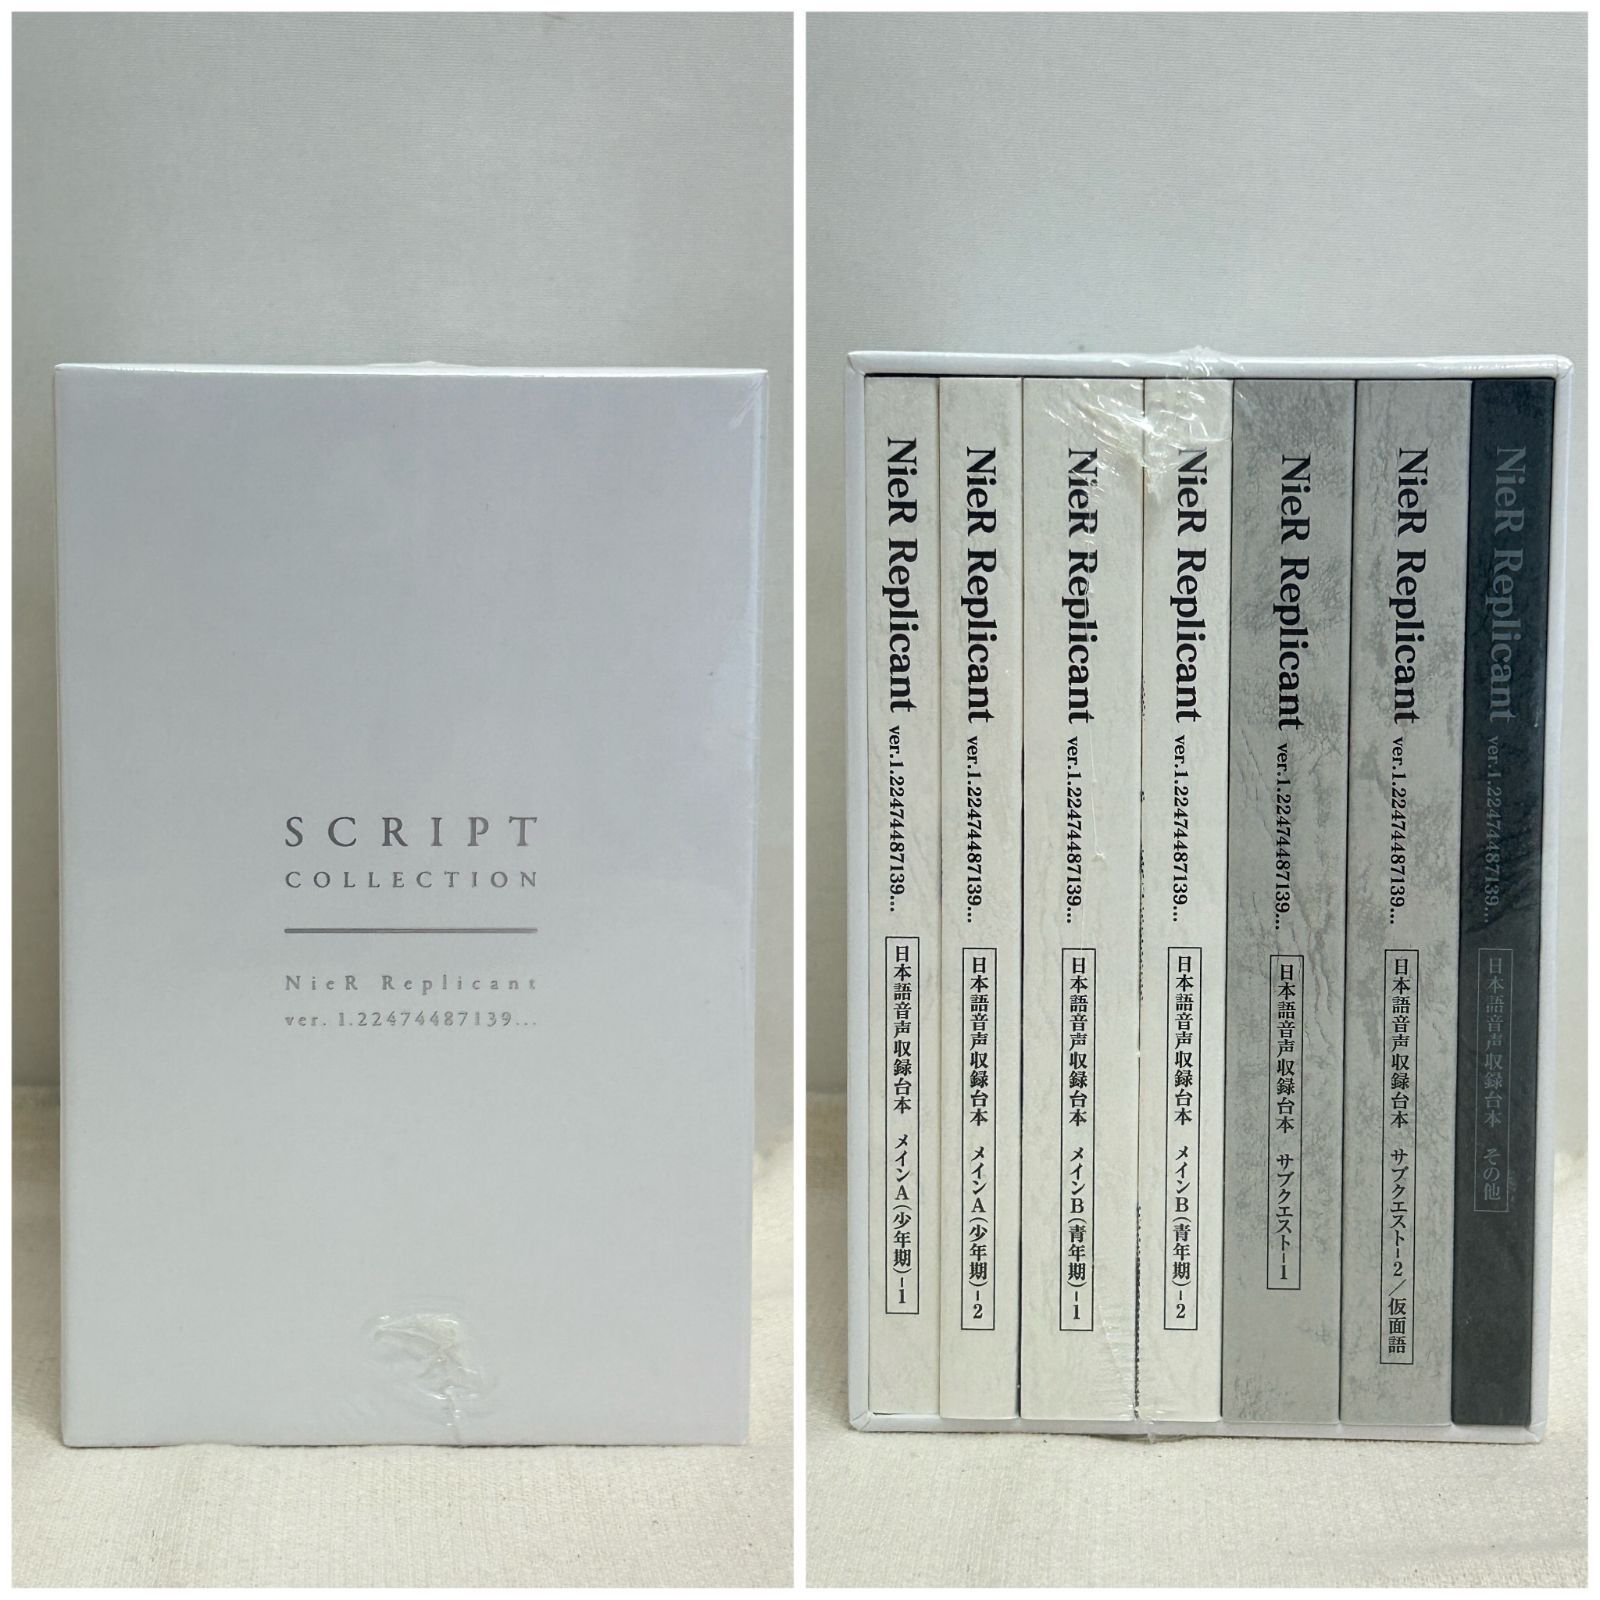 SCRIPT
COLLECTION
NieR Replicant
ver. 1.22474487139...
NieR Replicant ver.1.22474487139... 日本語音声収録台本 メインA(少年期)-1
NieR Replicant ver.1.22474487139... 日本語音声収録台本 メインA(少年期)-2
NieR Replicant ver.1.22474487139... 日本語音声収録台本 メインB(青年期)-1
NieR Replicant ver.1.22474487139... 日本語音声収録台本 メインB(青年期)-2
NieR Replicant ver.1.22474487139... 日本語音声収録台本 サブクエスト-1
NieR Replicant ver.1.22474487139... 日本語音声収録台本 サブクエスト-2/仮面語
NieR Replicant ver.1.22474487139... 日本語音声収録台本 その他